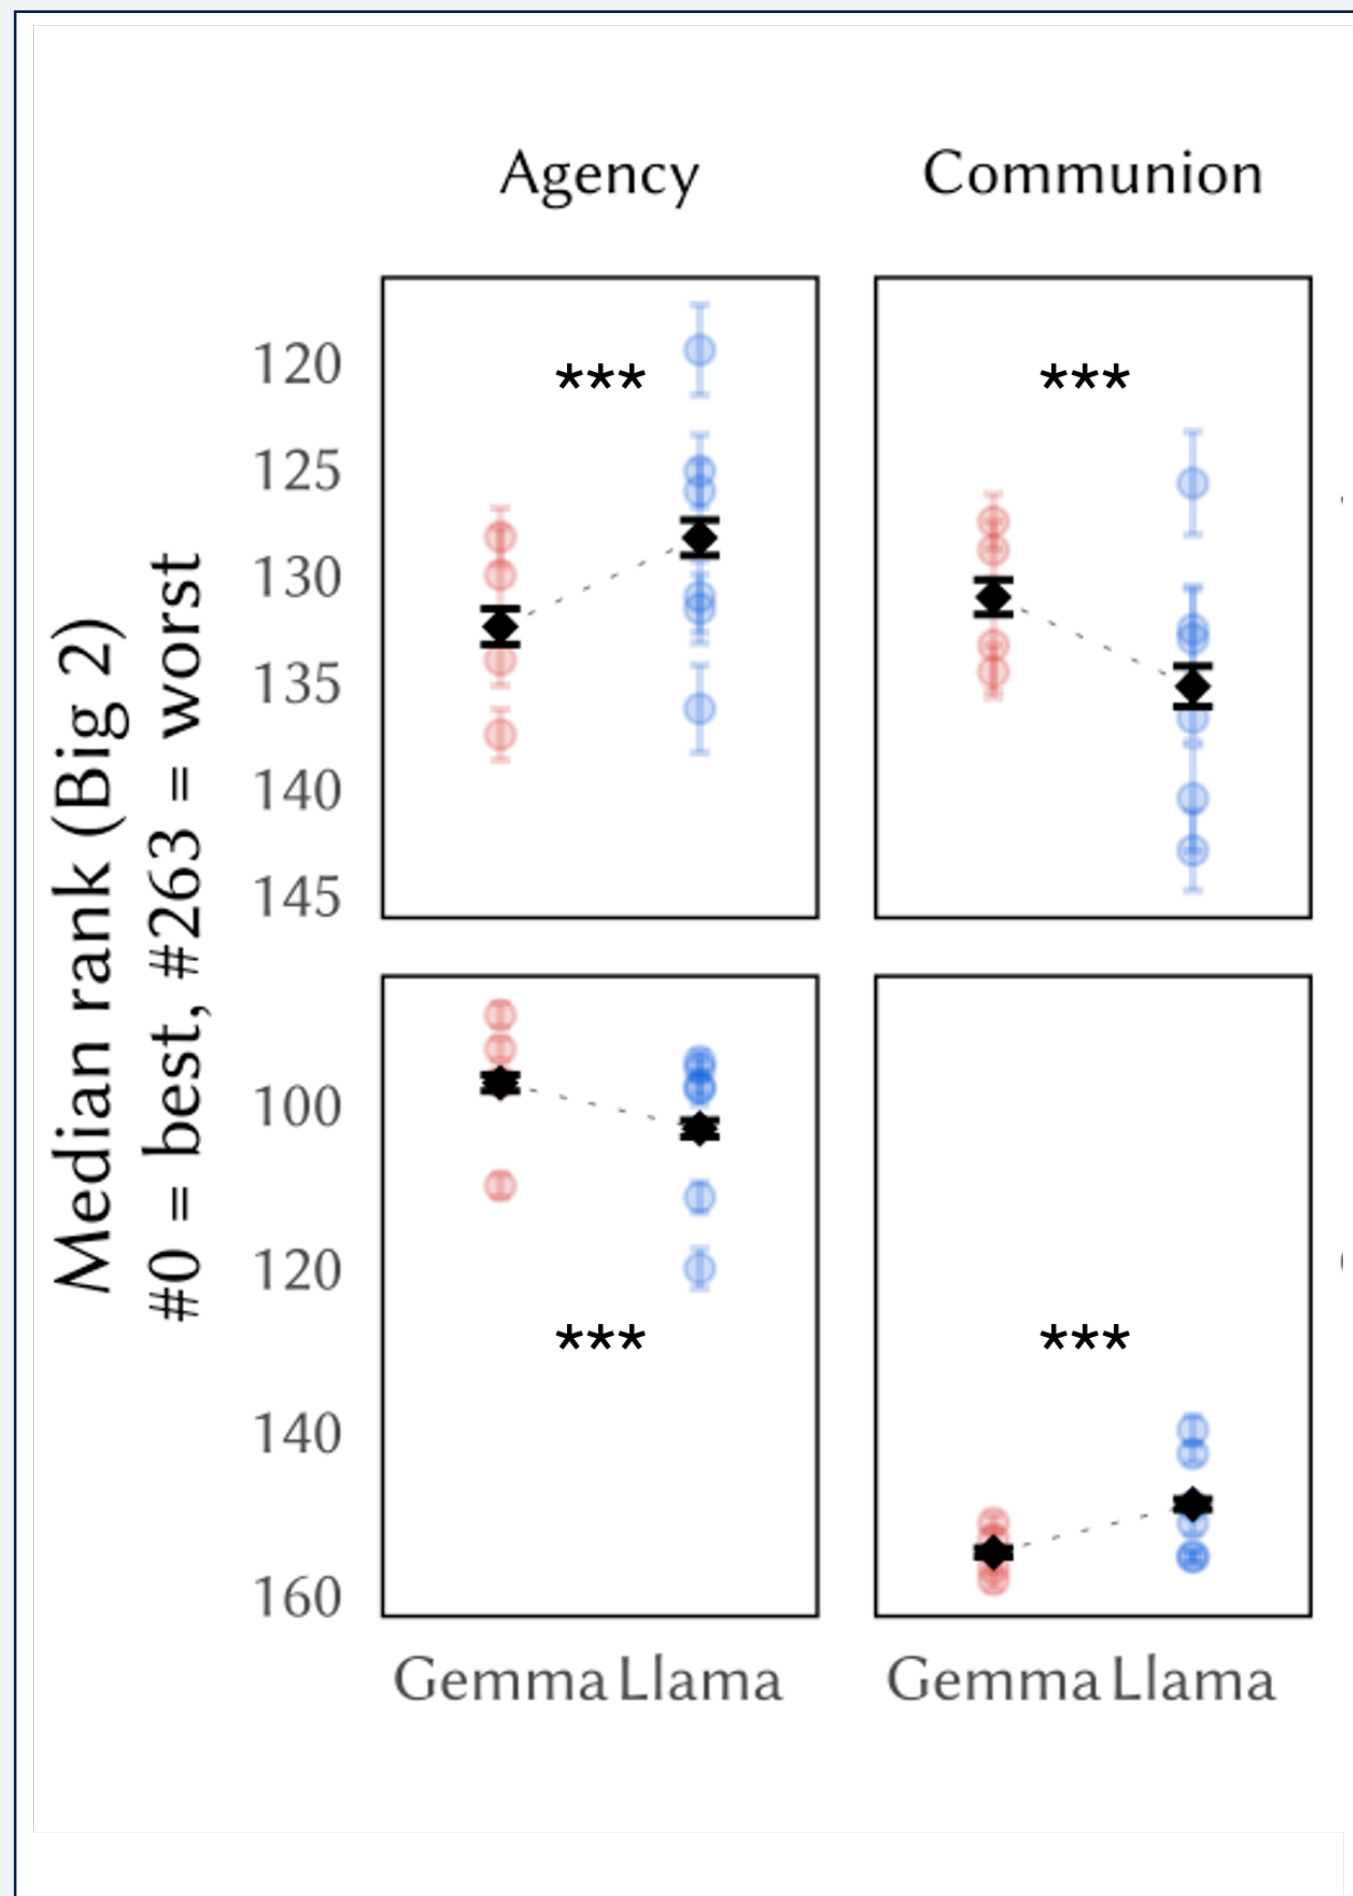 Agency
Communion
Median rank (Big 2)
#0 = best, #263 = worst
120
125
130
135
140
145
***
***
100
120
140
160
***
***
Gemma Llama
Gemma Llama